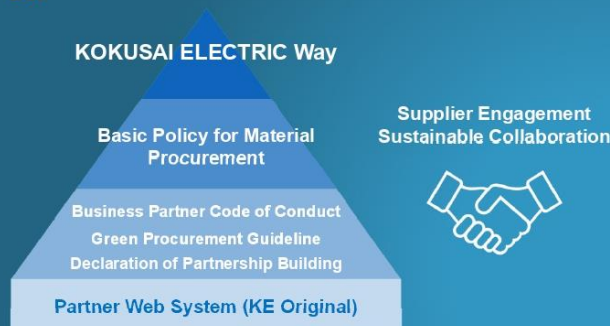 KOKUSAI ELECTRIC Way
Basic Policy for Material
Procurement
Business Partner Code of Conduct
Green Procurement Guideline
Declaration of Partnership Building
Partner Web System (KE Original)
Supplier Engagement
Sustainable Collaboration